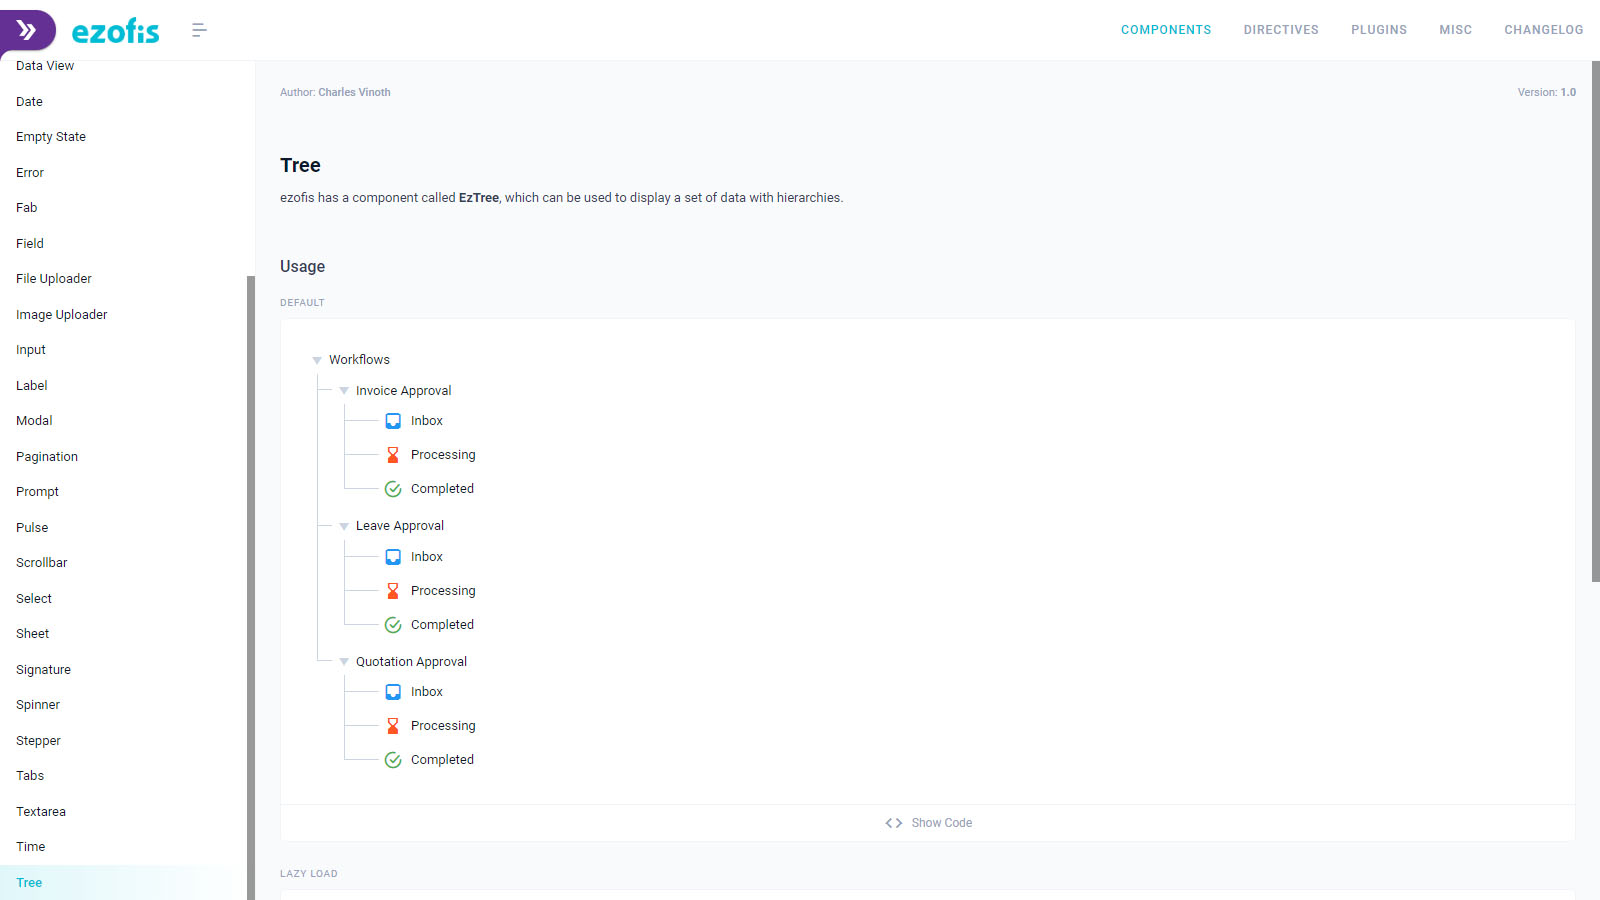 ezofis
COMPONENTS
DIRECTIVES
PLUGINS
MISC
CHANGELOG
Data View
Date
Empty State
Error
Fab
Field
File Uploader
Image Uploader
Input
Label
Modal
Pagination
Prompt
Pulse
Scrollbar
Select
Sheet
Signature
Spinner
Stepper
Tabs
Textarea
Time
Tree
Author: Charles Vinoth
Version: 1.0
Tree
ezofis has a component called EzTree, which can be used to display a set of data with hierarchies.
Usage
DEFAULT
Workflows
Invoice Approval
Inbox
Processing
Completed
Leave Approval
Inbox
Processing
Completed
Quotation Approval
Inbox
Processing
Completed
Show Code
LAZY LOAD